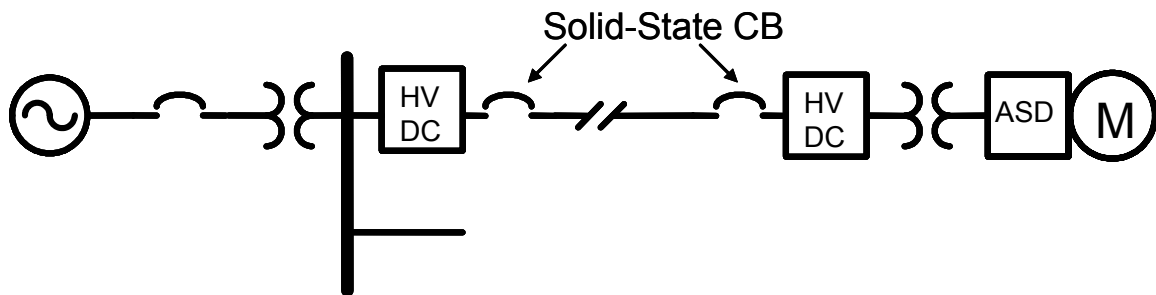 Solid-State CB
HV
DC
HV
DC
ASD
M